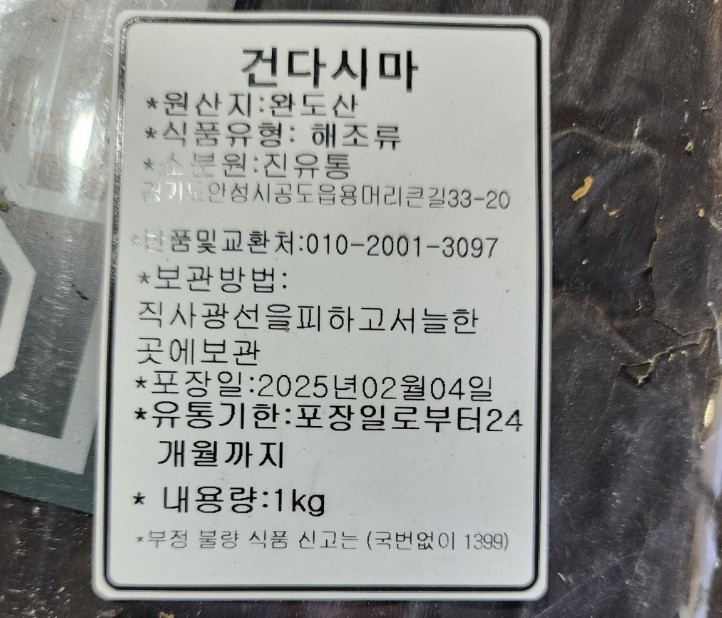 건다시마
*원산지:완도산
*식품유형: 해조류
*소분원:진유통
경기도안성시공도읍용머리큰길33-20
*반품및교환처:010-2001-3097
*보관방법:
직사광선을피하고서늘한
곳에보관
*포장일:2025년02월04일
*유통기한:포장일로부터24
개월까지
* 내용량:1kg
*부정 불량 식품 신고는 (국번없이 1399)